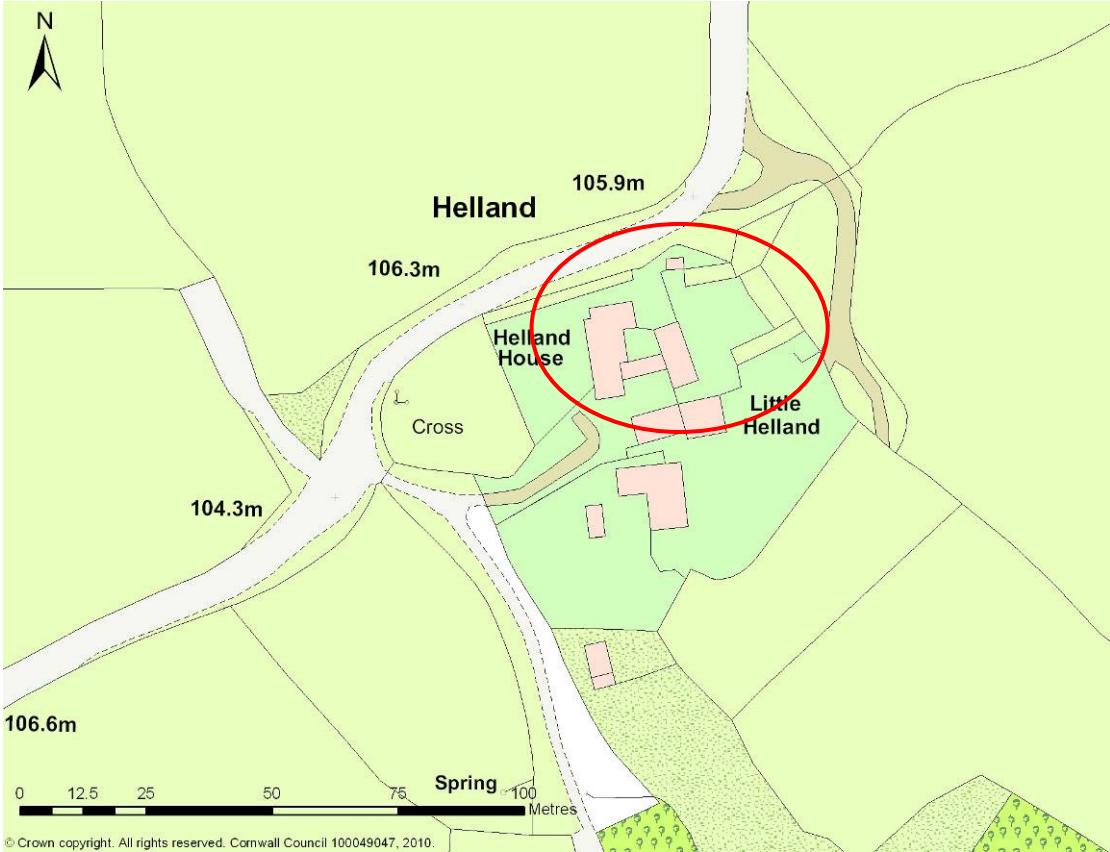 N
105.9m
Helland
106.3m
Helland
House
Little
Helland
Cross
104.3m
106.6m
Spring
0 12.5 25 50 75 100
Metres
© Crown copyright. All rights reserved. Cornwall Council 100049047, 2010.